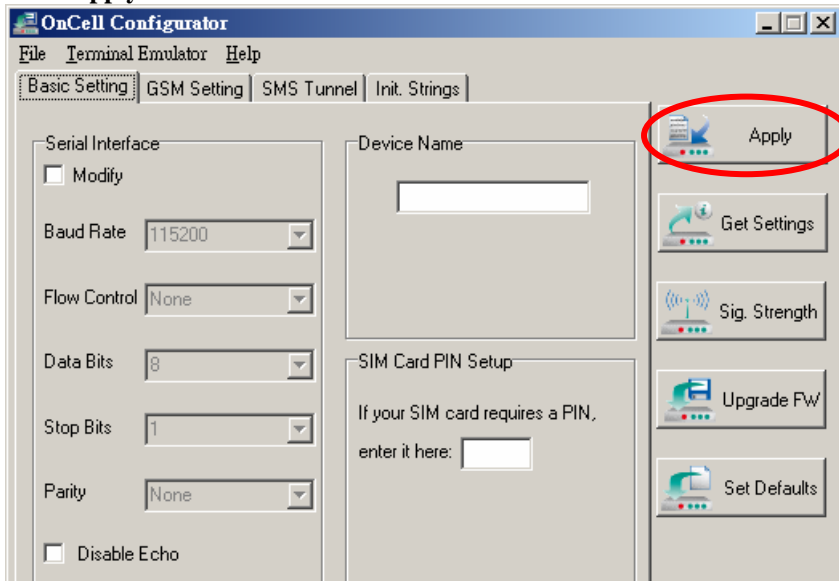 OnCell Configurator
File Terminal Emulator Help
Basic Setting GSM Setting SMS Tunnel Init. Strings
Serial Interface
Modify
Baud Rate 115200
Flow Control None
Data Bits 8
Stop Bits 1
Parity None
Disable Echo
Device Name
SIM Card PIN Setup
If your SIM card requires a PIN,
enter it here:
Apply
Get Settings
Sig. Strength
Upgrade FW
Set Defaults